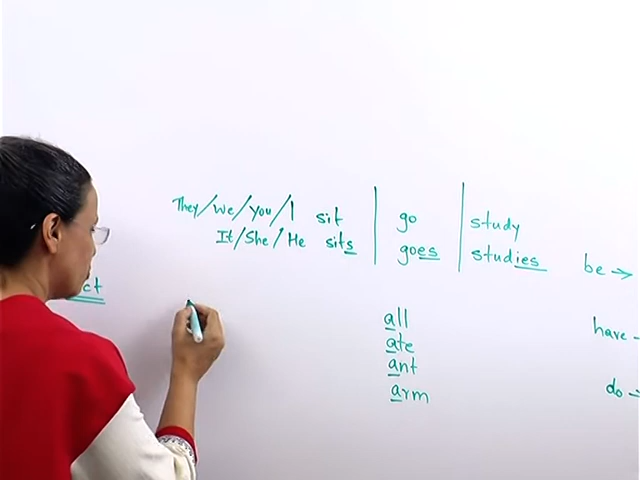 They/We/You/I sit | go | study
It/She/He sits | goes | studies
be →
ct
all
ate
ant
arm
have -
do →